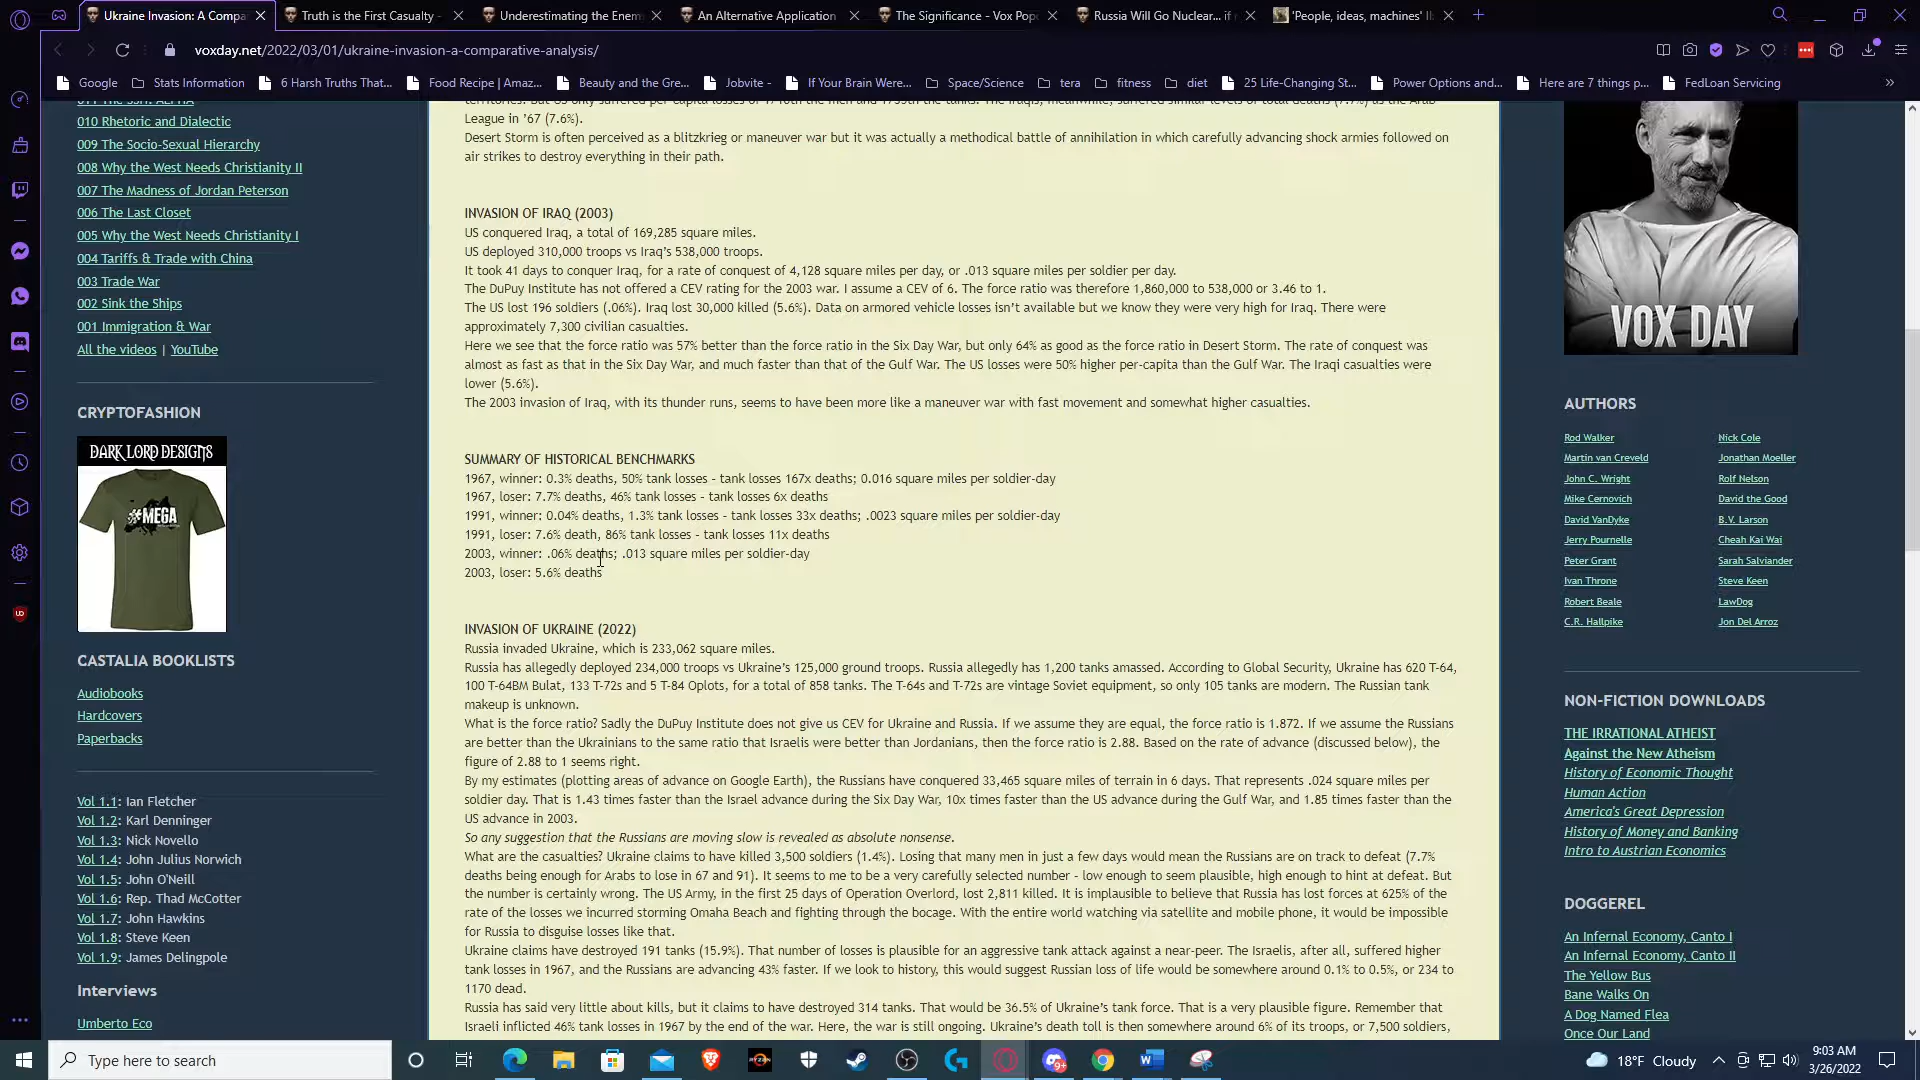 Ukraine Invasion: A Compa
Truth is the First Casualty -
Underestimating the Enem
An Alternative Application
The Significance - Vox Pop
Russia Will Go Nuclear... if
'People, ideas, machines' II
voxday.net/2022/03/01/ukraine-invasion-a-comparative-analysis/
Google
Stats Information
6 Harsh Truths That...
Food Recipe | Amaz...
Beauty and the Gre...
Jobvite -
If Your Brain Were...
Space/Science
tera
fitness
diet
25 Life-Changing St...
Power Options and...
Here are 7 things p...
FedLoan Servicing
»
011 The SSH: ALPHA
010 Rhetoric and Dialectic
009 The Socio-Sexual Hierarchy
008 Why the West Needs Christianity II
007 The Madness of Jordan Peterson
006 The Last Closet
005 Why the West Needs Christianity I
004 Tariffs & Trade with China
003 Trade War
002 Sink the Ships
001 Immigration & War
All the videos | YouTube
CRYPTOFASHION
DARK LORD DESIGNS
#MEGA
CASTALIA BOOKLISTS
Audiobooks
Hardcovers
Paperbacks
Vol 1.1: Ian Fletcher
Vol 1.2: Karl Denninger
Vol 1.3: Nick Novello
Vol 1.4: John Julius Norwich
Vol 1.5: John O'Neill
Vol 1.6: Rep. Thad McCotter
Vol 1.7: John Hawkins
Vol 1.8: Steve Keen
Vol 1.9: James Delingpole
Interviews
Umberto Eco
territories. But US only suffered per-capita losses of 1/10th the men and 1/35th the tanks. The Iraqis, meanwhile, suffered similar levels of total deaths (7.7%) as the Arab
League in '67 (7.6%).
Desert Storm is often perceived as a blitzkrieg or maneuver war but it was actually a methodical battle of annihilation in which carefully advancing shock armies followed on
air strikes to destroy everything in their path.
INVASION OF IRAQ (2003)
US conquered Iraq, a total of 169,285 square miles.
US deployed 310,000 troops vs Iraq's 538,000 troops.
It took 41 days to conquer Iraq, for a rate of conquest of 4,128 square miles per day, or .013 square miles per soldier per day.
The DuPuy Institute has not offered a CEV rating for the 2003 war. I assume a CEV of 6. The force ratio was therefore 1,860,000 to 538,000 or 3.46 to 1.
The US lost 196 soldiers (.06%). Iraq lost 30,000 killed (5.6%). Data on armored vehicle losses isn't available but we know they were very high for Iraq. There were
approximately 7,300 civilian casualties.
Here we see that the force ratio was 57% better than the force ratio in the Six Day War, but only 64% as good as the force ratio in Desert Storm. The rate of conquest was
almost as fast as that in the Six Day War, and much faster than that of the Gulf War. The US losses were 50% higher per-capita than the Gulf War. The Iraqi casualties were
lower (5.6%).
The 2003 invasion of Iraq, with its thunder runs, seems to have been more like a maneuver war with fast movement and somewhat higher casualties.
SUMMARY OF HISTORICAL BENCHMARKS
1967, winner: 0.3% deaths, 50% tank losses - tank losses 167x deaths; 0.016 square miles per soldier-day
1967, loser: 7.7% deaths, 46% tank losses - tank losses 6x deaths
1991, winner: 0.04% deaths, 1.3% tank losses - tank losses 33x deaths; .0023 square miles per soldier-day
1991, loser: 7.6% death, 86% tank losses - tank losses 11x deaths
2003, winner: .06% deaths; .013 square miles per soldier-day
2003, loser: 5.6% deaths
INVASION OF UKRAINE (2022)
Russia invaded Ukraine, which is 233,062 square miles.
Russia has allegedly deployed 234,000 troops vs Ukraine's 125,000 ground troops. Russia allegedly has 1,200 tanks amassed. According to Global Security, Ukraine has 620 T-64,
100 T-64BM Bulat, 133 T-72s and 5 T-84 Oplots, for a total of 858 tanks. The T-64s and T-72s are vintage Soviet equipment, so only 105 tanks are modern. The Russian tank
makeup is unknown.
What is the force ratio? Sadly the DuPuy Institute does not give us CEV for Ukraine and Russia. If we assume they are equal, the force ratio is 1.872. If we assume the Russians
are better than the Ukrainians to the same ratio that Israelis were better than Jordanians, then the force ratio is 2.88. Based on the rate of advance (discussed below), the
figure of 2.88 to 1 seems right.
By my estimates (plotting areas of advance on Google Earth), the Russians have conquered 33,465 square miles of terrain in 6 days. That represents .024 square miles per
soldier day. That is 1.43 times faster than the Israel advance during the Six Day War, 10x times faster than the US advance during the Gulf War, and 1.85 times faster than the
US advance in 2003.
So any suggestion that the Russians are moving slow is revealed as absolute nonsense.
What are the casualties? Ukraine claims to have killed 3,500 soldiers (1.4%). Losing that many men in just a few days would mean the Russians are on track to defeat (7.7%
deaths being enough for Arabs to lose in 67 and 91). It seems to me to be a very carefully selected number - low enough to seem plausible, high enough to hint at defeat. But
the number is certainly wrong. The US Army, in the first 25 days of Operation Overlord, lost 2,811 killed. It is implausible to believe that Russia has lost forces at 625% of the
rate of the losses we incurred storming Omaha Beach and fighting through the bocage. With the entire world watching via satellite and mobile phone, it would be impossible
for Russia to disguise losses like that.
Ukraine claims have destroyed 191 tanks (15.9%). That number of losses is plausible for an aggressive tank attack against a near-peer. The Israelis, after all, suffered higher
tank losses in 1967, and the Russians are advancing 43% faster. If we look to history, this would suggest Russian loss of life would be somewhere around 0.1% to 0.5%, or 234 to
1170 dead.
Russia has said very little about kills, but it claims to have destroyed 314 tanks. That would be 36.5% of Ukraine's tank force. That is a very plausible figure. Remember that
Israeli inflicted 46% tank losses in 1967 by the end of the war. Here, the war is still ongoing. Ukraine's death toll is then somewhere around 6% of its troops, or 7,500 soldiers,
VOX DAY
AUTHORS
Rod Walker
Nick Cole
Martin van Creveld
Jonathan Moeller
John C. Wright
Rolf Nelson
Mike Cernovich
David the Good
David VanDyke
B.V. Larson
Jerry Pournelle
Cheah Kai Wai
Peter Grant
Sarah Salviander
Ivan Throne
Steve Keen
Robert Beale
LawDog
C.R. Hallpike
Jon Del Arroz
NON-FICTION DOWNLOADS
THE IRRATIONAL ATHEIST
Against the New Atheism
History of Economic Thought
Human Action
America's Great Depression
History of Money and Banking
Intro to Austrian Economics
DOGGEREL
An Infernal Economy, Canto I
An Infernal Economy, Canto II
The Yellow Bus
Bane Walks On
A Dog Named Flea
Once Our Land
Type here to search
RYZEN
9+
18°F Cloudy
9:03 AM
3/26/2022